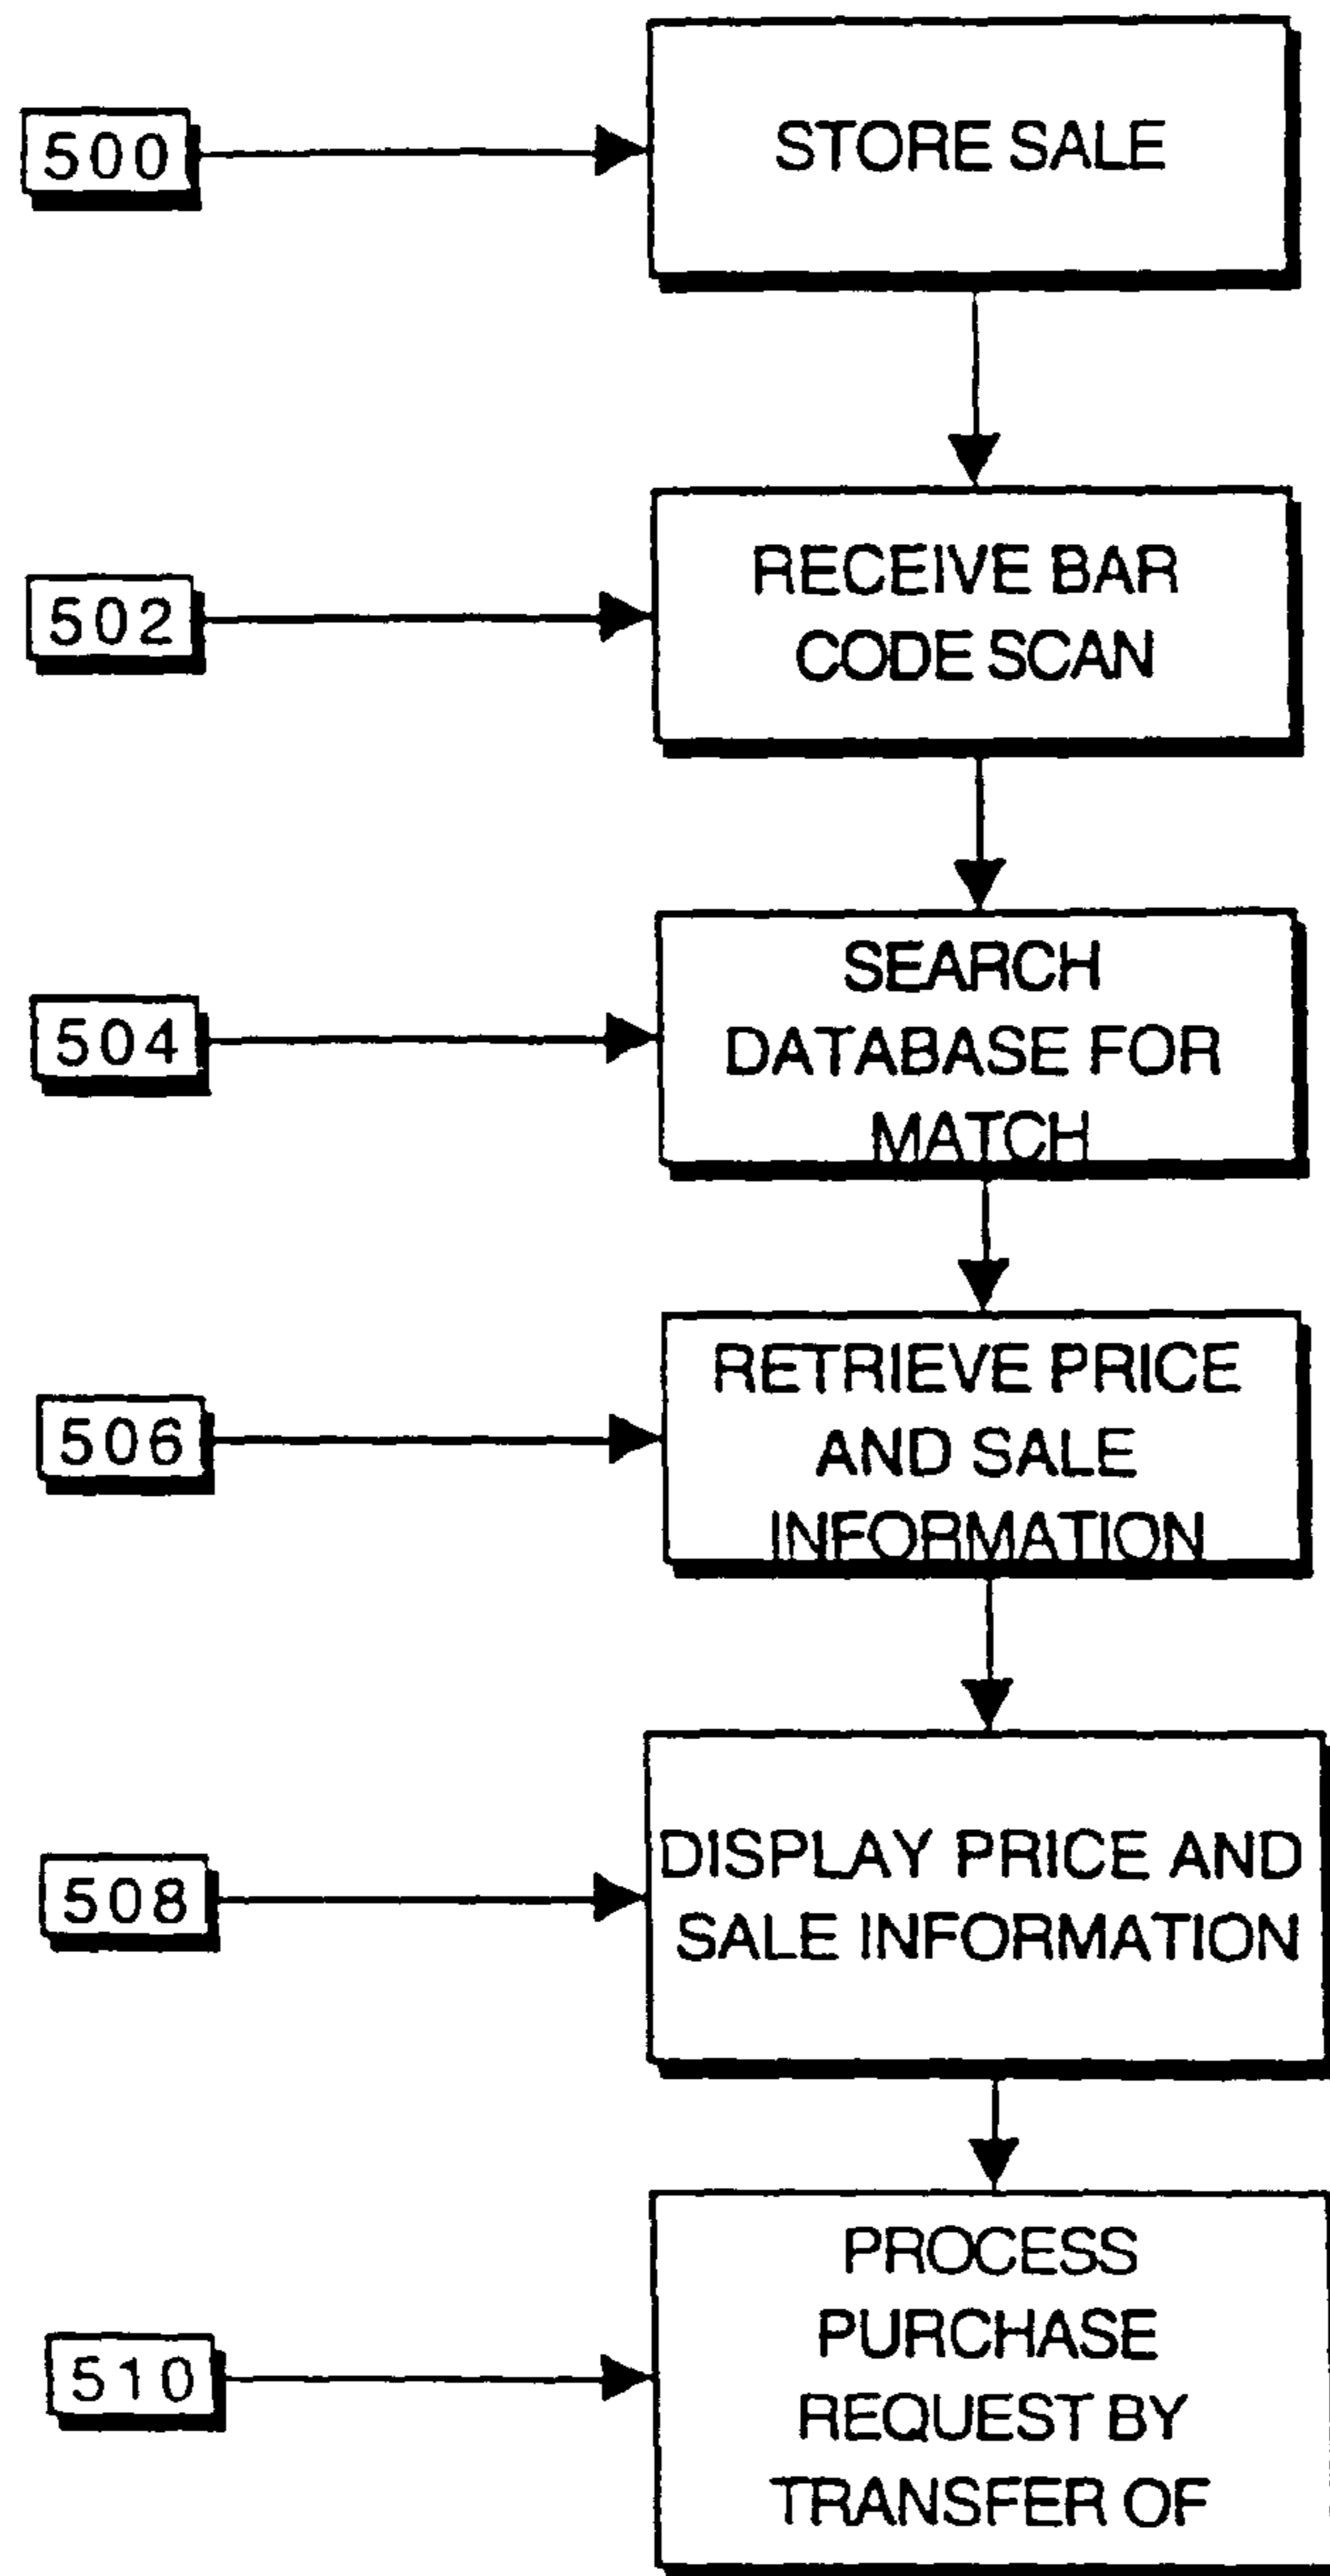 500
STORE SALE
502
RECEIVE BAR
CODE SCAN
504
SEARCH
DATABASE FOR
MATCH
506
RETRIEVE PRICE
AND SALE
INFORMATION
508
DISPLAY PRICE AND
SALE INFORMATION
510
PROCESS
PURCHASE
REQUEST BY
TRANSFER OF